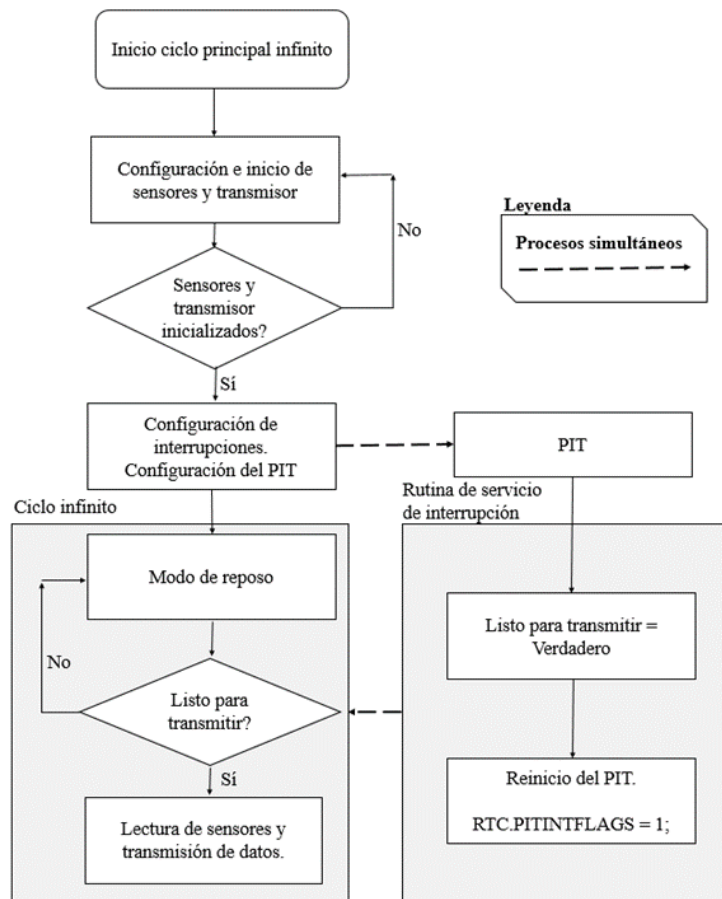 Inicio ciclo principal infinito
Configuración e inicio de
sensores y transmisor
No
Leyenda
Procesos simultáneos
Sensores y
transmisor
inicializados?
Sí
Configuración de
interrupciones.
Configuración del PIT
PIT
Ciclo infinito
Rutina de servicio
de interrupción
Modo de reposo
No
Listo para
transmitir?
Sí
Lectura de sensores y
transmisión de datos.
Listo para transmitir =
Verdadero
Reinicio del PIT.
RTC.PITINTFLAGS = 1;